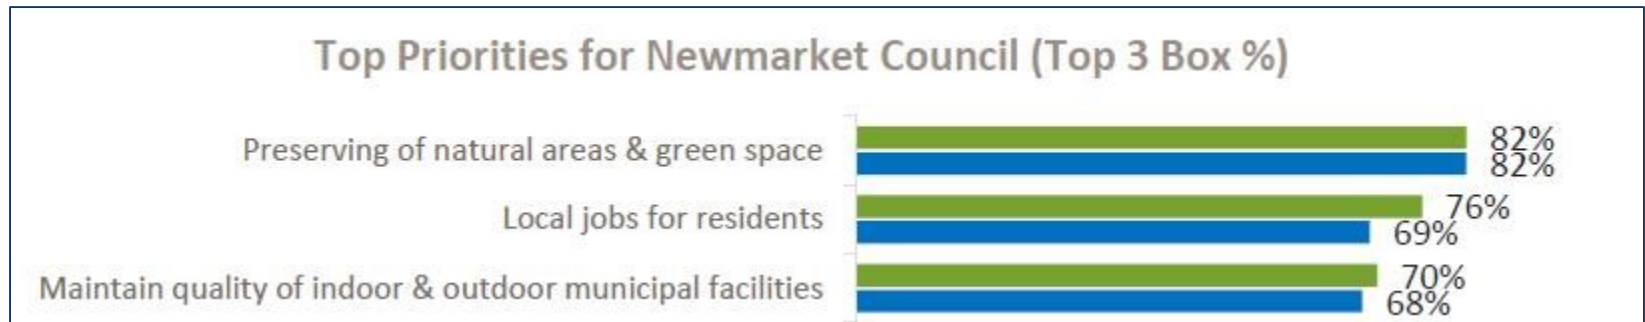 Top Priorities for Newmarket Council (Top 3 Box %)
Preserving of natural areas & green space
82%
82%
Local jobs for residents
76%
69%
Maintain quality of indoor & outdoor municipal facilities
70%
68%